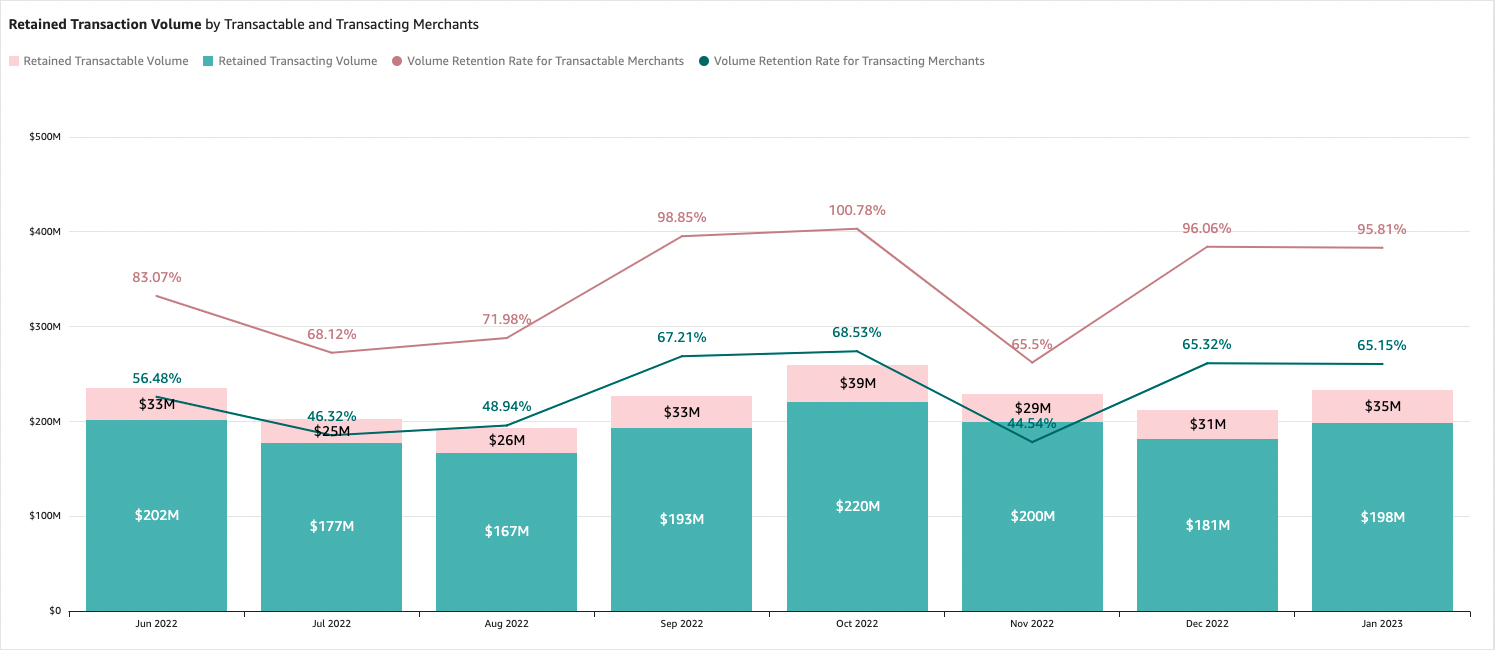 Retained Transaction Volume by Transactable and Transacting Merchants
Retained Transactable Volume Retained Transacting Volume Volume Retention Rate for Transactable Merchants Volume Retention Rate for Transacting Merchants
$500M
$400M
$300M
$200M
$100M
$0
83.07%
68.12%
71.98%
98.85%
100.78%
65.5%
96.06%
95.81%
56.48%
46.32%
48.94%
67.21%
68.53%
44.54%
65.32%
65.15%
$33M
$25M
$26M
$33M
$39M
$29M
$31M
$35M
$202M
$177M
$167M
$193M
$220M
$200M
$181M
$198M
Jun 2022 Jul 2022 Aug 2022 Sep 2022 Oct 2022 Nov 2022 Dec 2022 Jan 2023